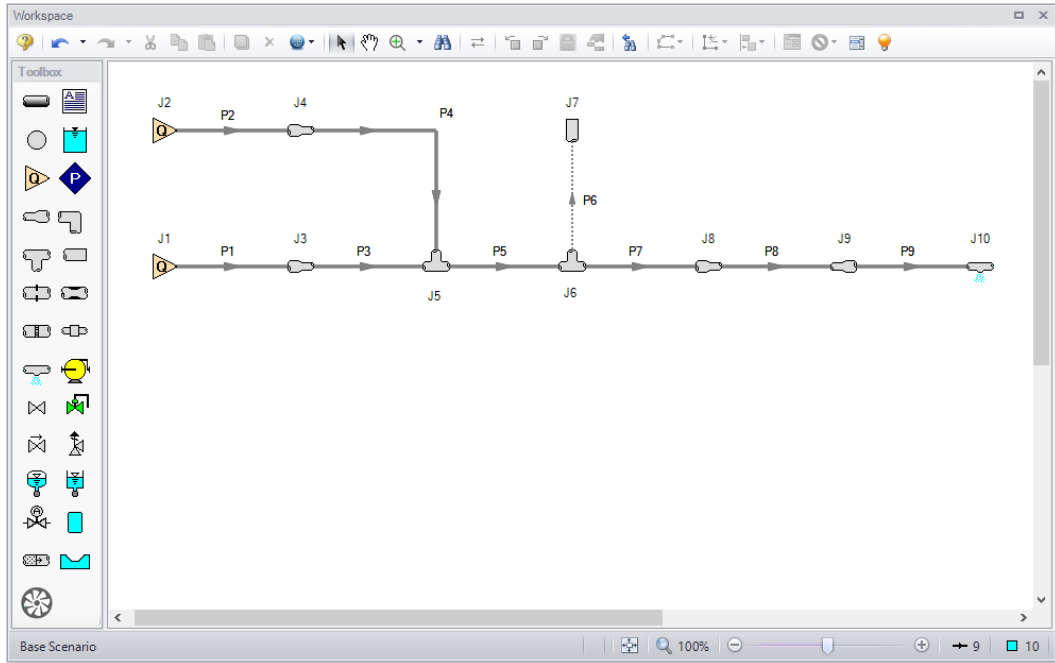 Workspace
Toolbox
A
Q P
A
J2 P2 J4 P4 J7
Q
P6
J1 P1 J3 P3 P5 P7 J8 P8 J9 P9 J10
Q
J5 J6
Base Scenario 100% 9 10